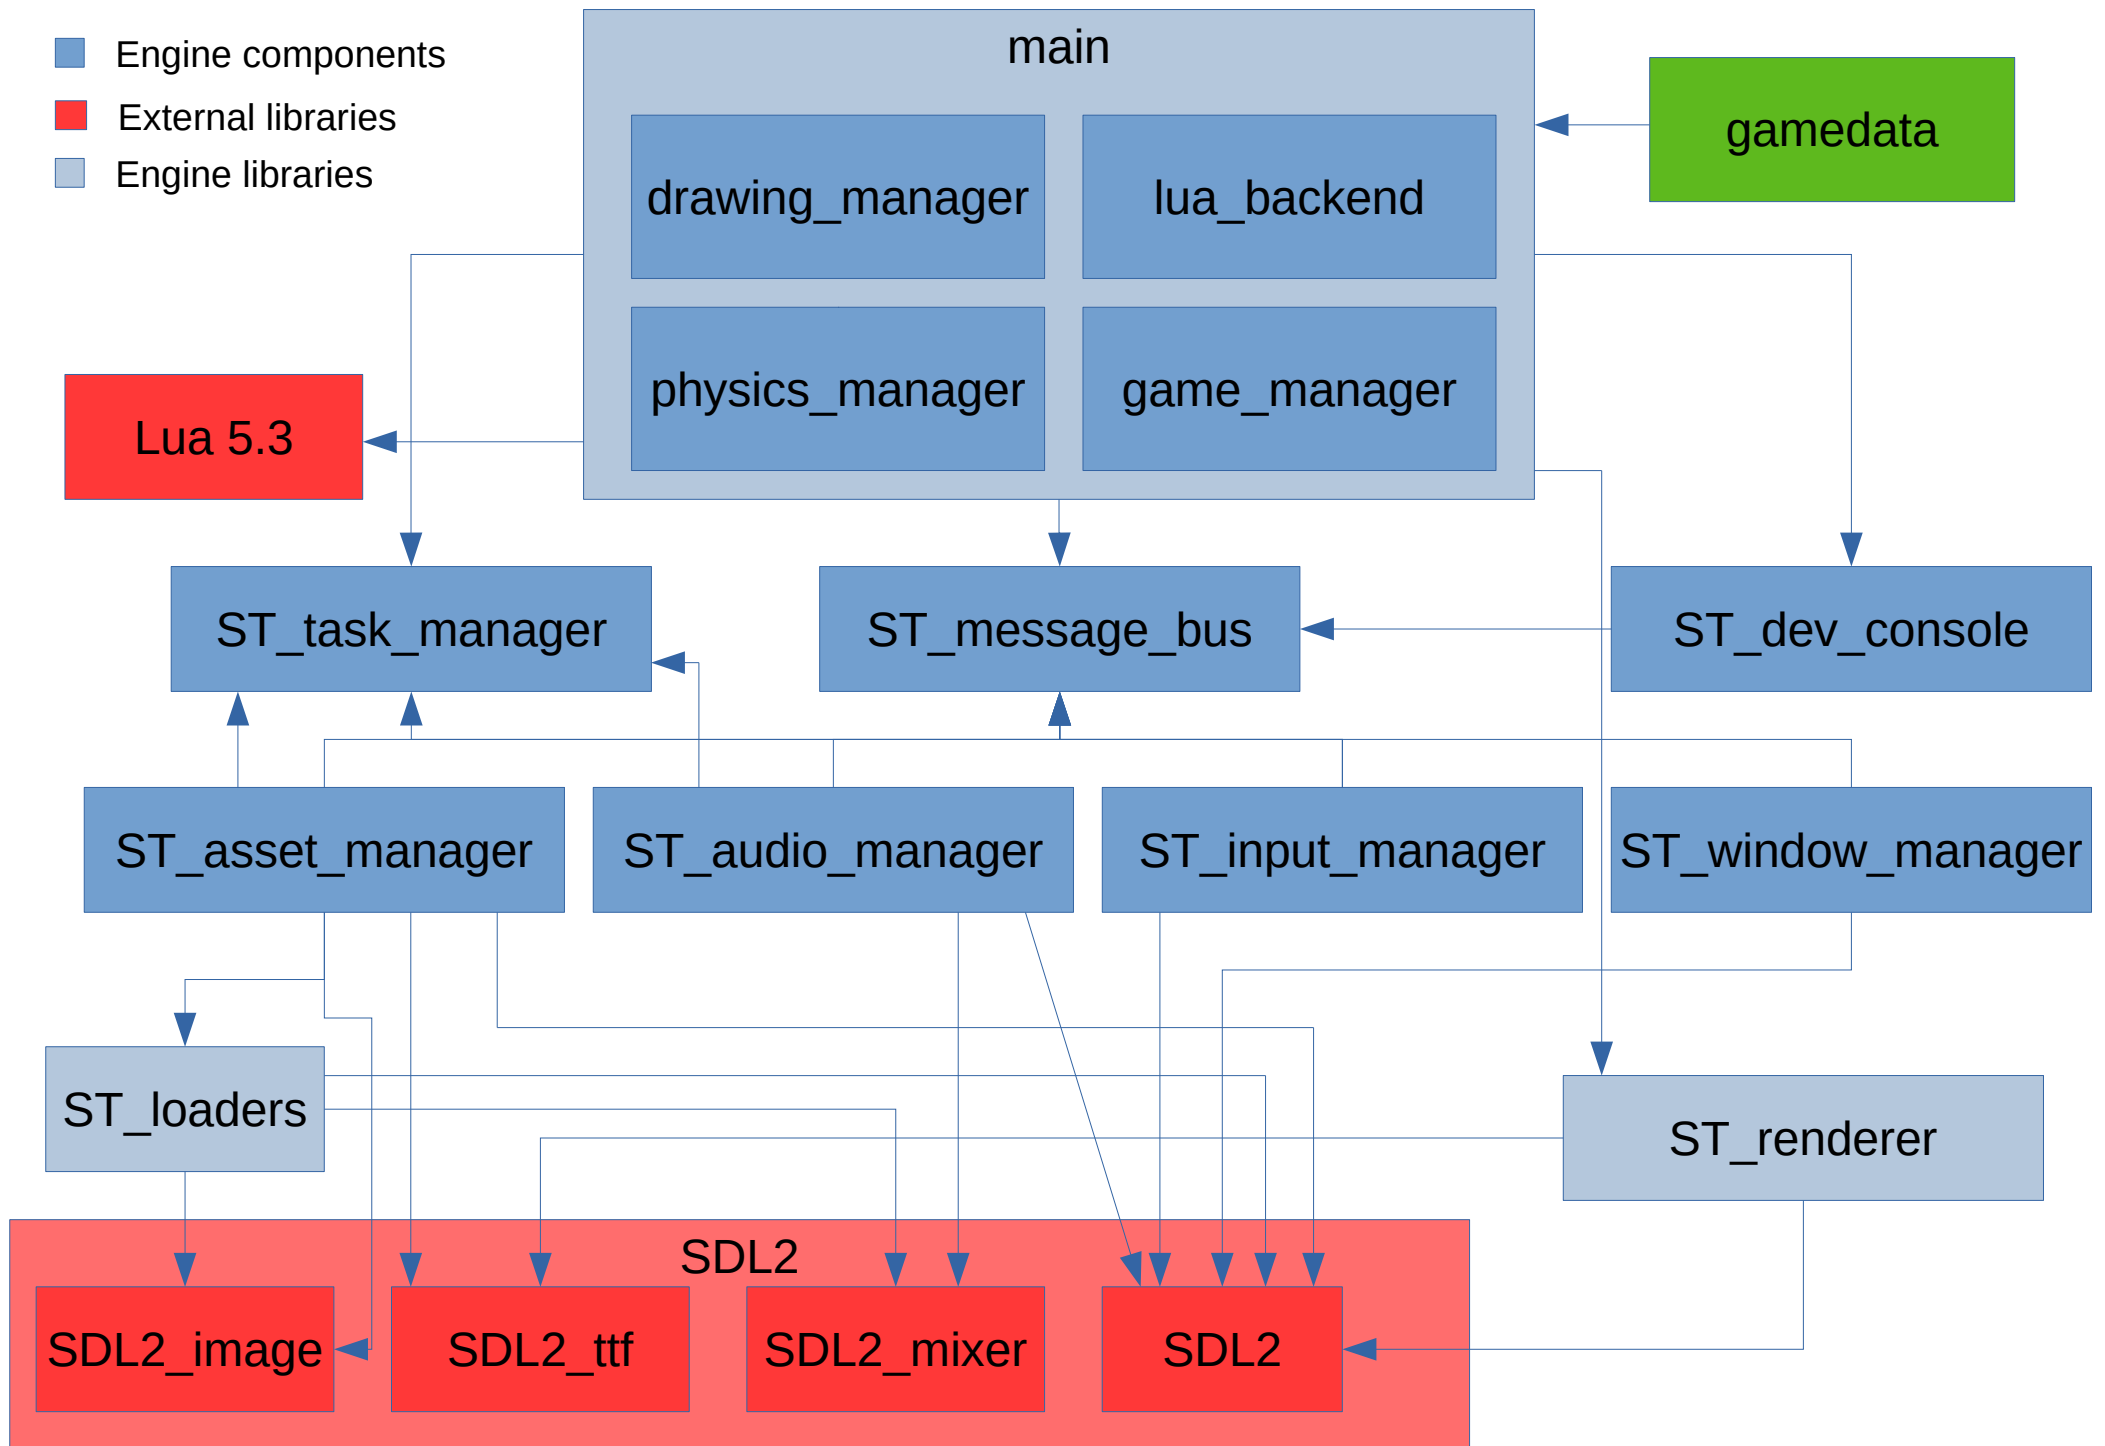 Engine components
External libraries
Engine libraries
main
gamedata
drawing_manager
lua_backend
physics_manager
game_manager
Lua 5.3
ST_task_manager
ST_message_bus
ST_dev_console
ST_asset_manager
ST_audio_manager
ST_input_manager
ST_window_manager
ST_loaders
ST_renderer
SDL2
SDL2_image
SDL2_ttf
SDL2_mixer
SDL2